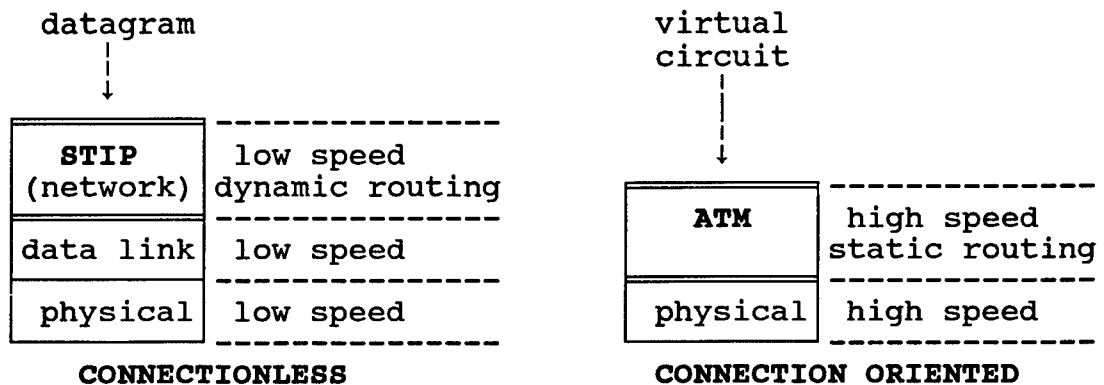 datagram
STIP
(network)
low speed
dynamic routing
data link
low speed
physical
low speed
CONNECTIONLESS
virtual
circuit
ATM
high speed
static routing
physical
high speed
CONNECTION ORIENTED